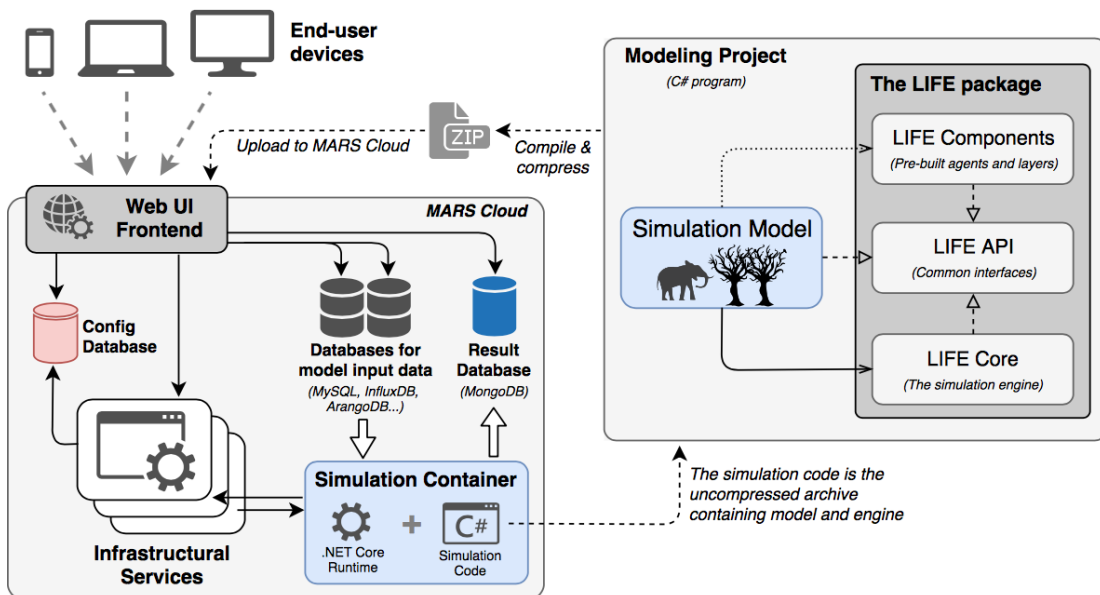 End-user
devices
ZIP
Upload to MARS Cloud
Compile &
compress
Web UI
Frontend
MARS Cloud
Config
Database
Databases for
model input data
(MySQL, InfluxDB,
ArangoDB...)
Result
Database
(MongoDB)
Infrastructural
Services
Simulation Container
.NET Core
Runtime
+
C#
Simulation
Code
Modeling Project
(C# program)
The LIFE package
LIFE Components
(Pre-built agents and layers)
Simulation Model
LIFE API
(Common interfaces)
LIFE Core
(The simulation engine)
The simulation code is the
uncompressed archive
containing model and engine